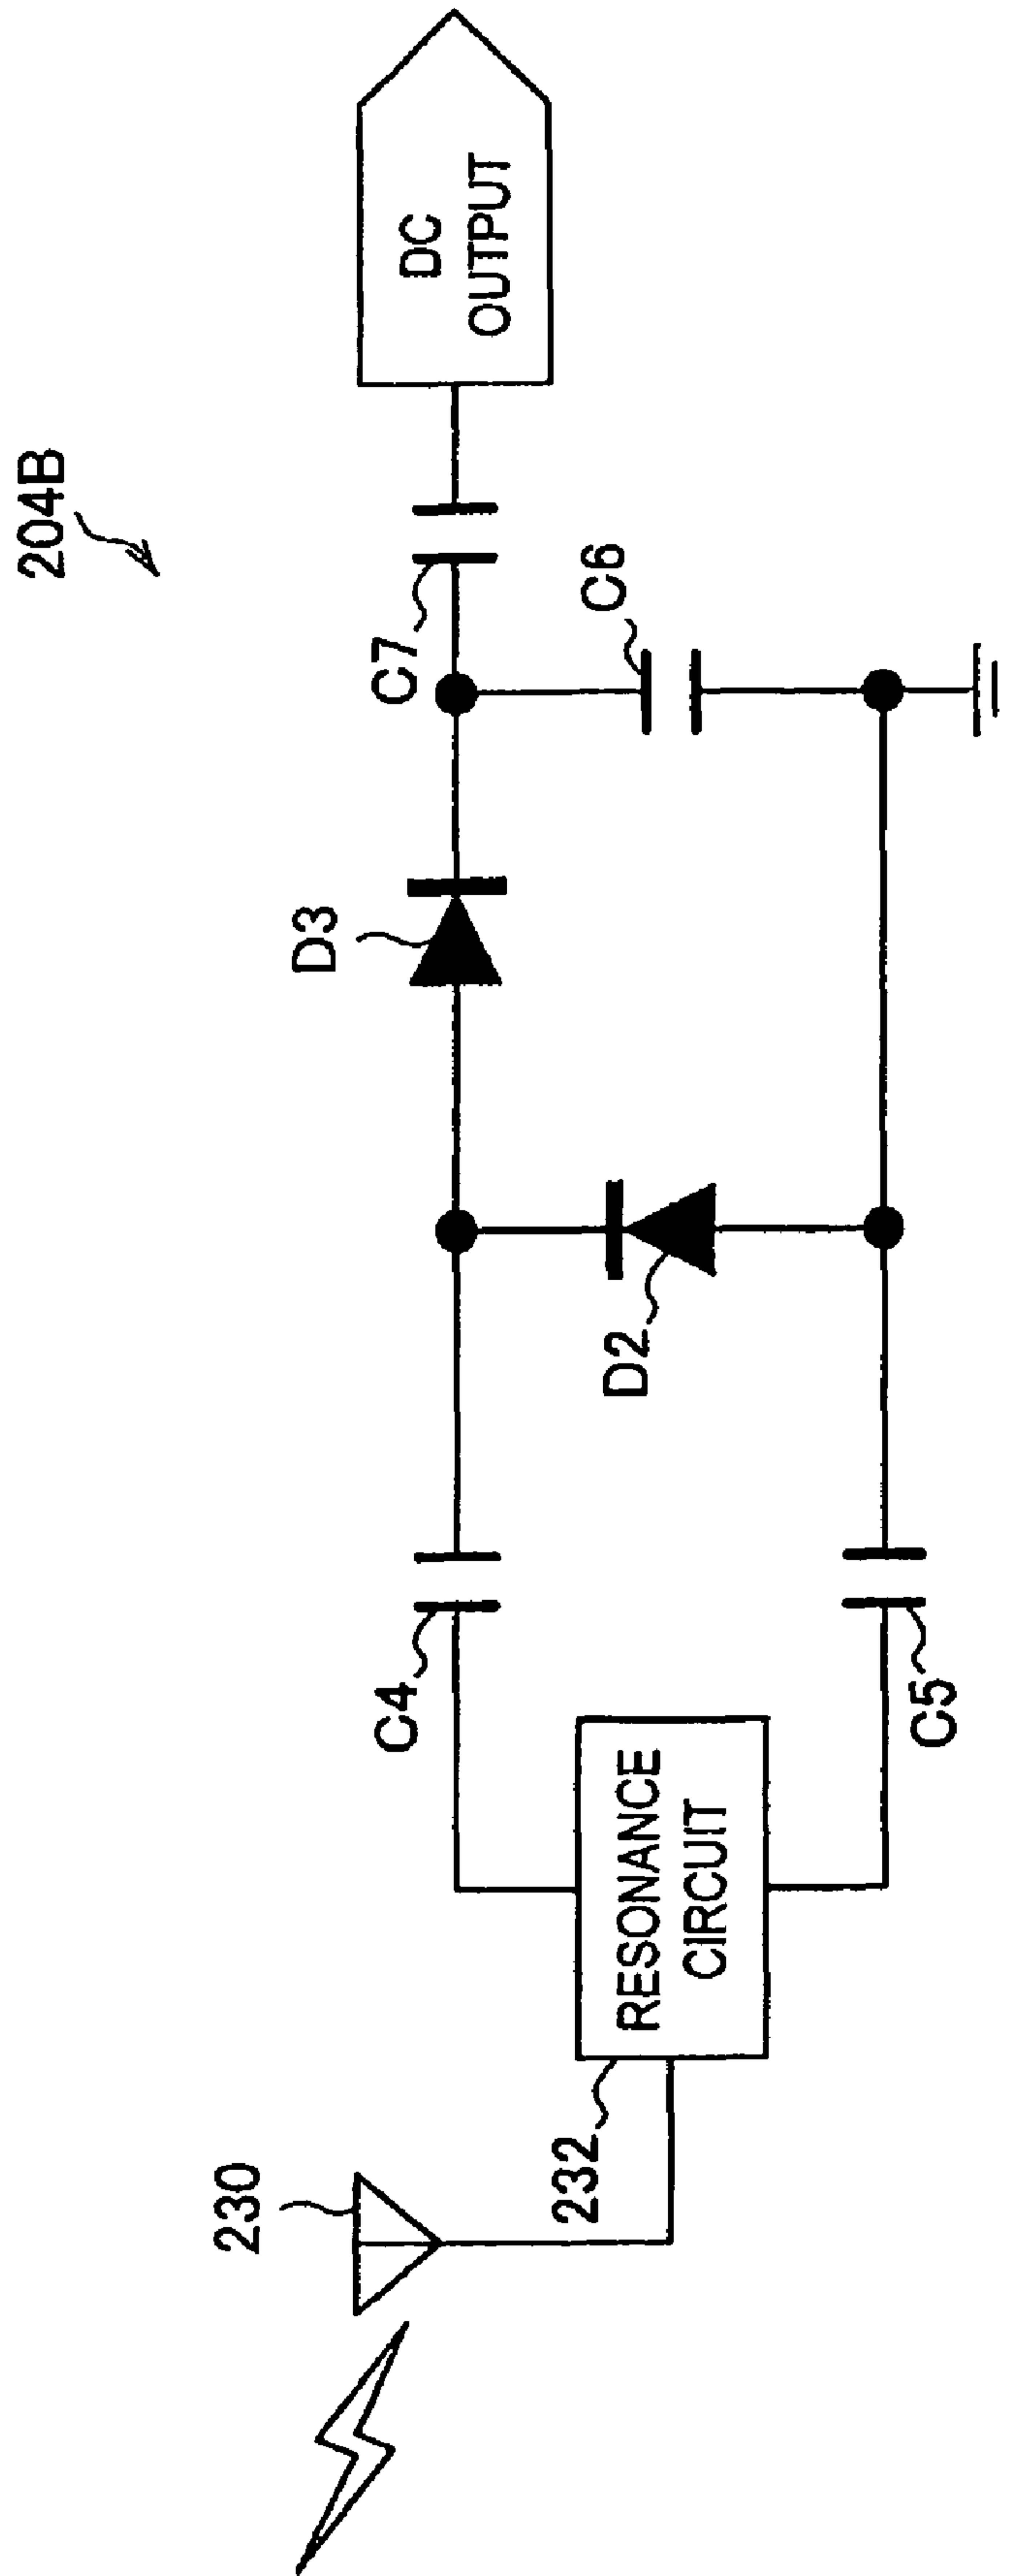 204B
230
232
RESONANCE
CIRCUIT
C4
C5
D2
D3
C7
C6
DC
OUTPUT